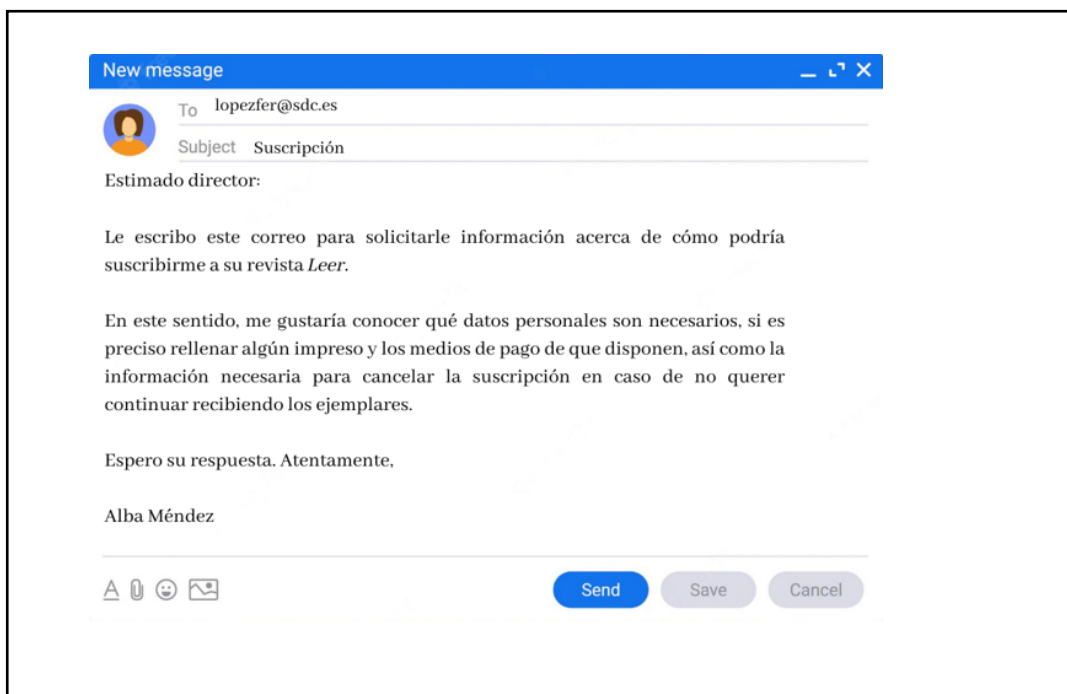 New message
To lopezfer@sdc.es
Subject Suscripción
Estimado director:
Le escribo este correo para solicitarle información acerca de cómo podría
suscribirme a su revista Leer.
En este sentido, me gustaría conocer qué datos personales son necesarios, si es
preciso rellenar algún impreso y los medios de pago de que disponen, así como la
información necesaria para cancelar la suscripción en caso de no querer
continuar recibiendo los ejemplares.
Espero su respuesta. Atentamente,
Alba Méndez
A Send Save Cancel